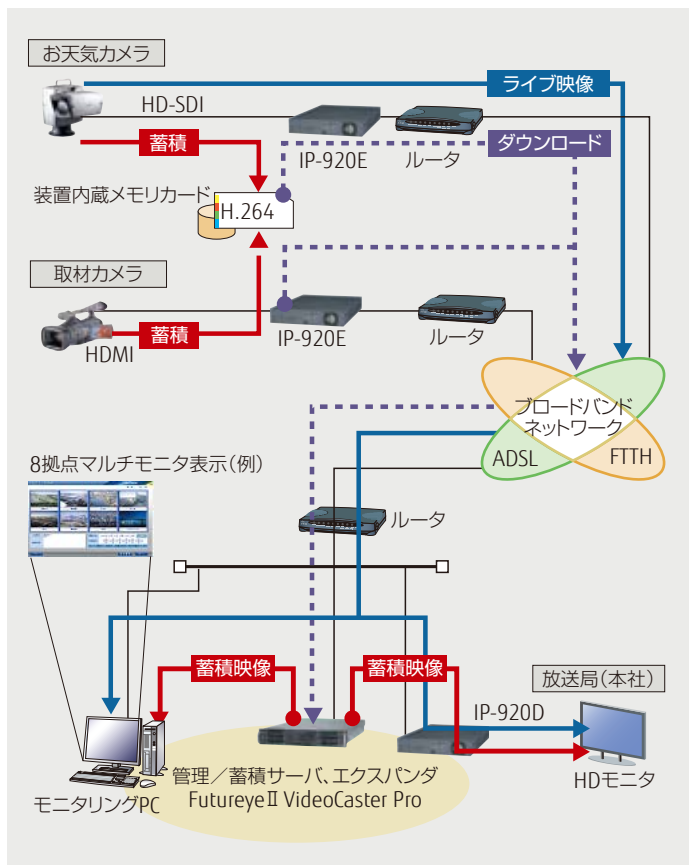 お天気カメラ
ライブ映像
HD-SDI
蓄積
IP-920E
ルータ
ダウンロード
装置内蔵メモリカード
H.264
取材カメラ
蓄積
HDMI
IP-920E
ルータ
ブロードバンド
ネットワーク
ADSL
FTTH
8拠点マルチモニタ表示(例)
ルータ
蓄積映像
蓄積映像
放送局(本社)
IP-920D
管理/蓄積サーバ、エクスパンダ
FutureyeⅡ VideoCaster Pro
モニタリングPC
HDモニタ